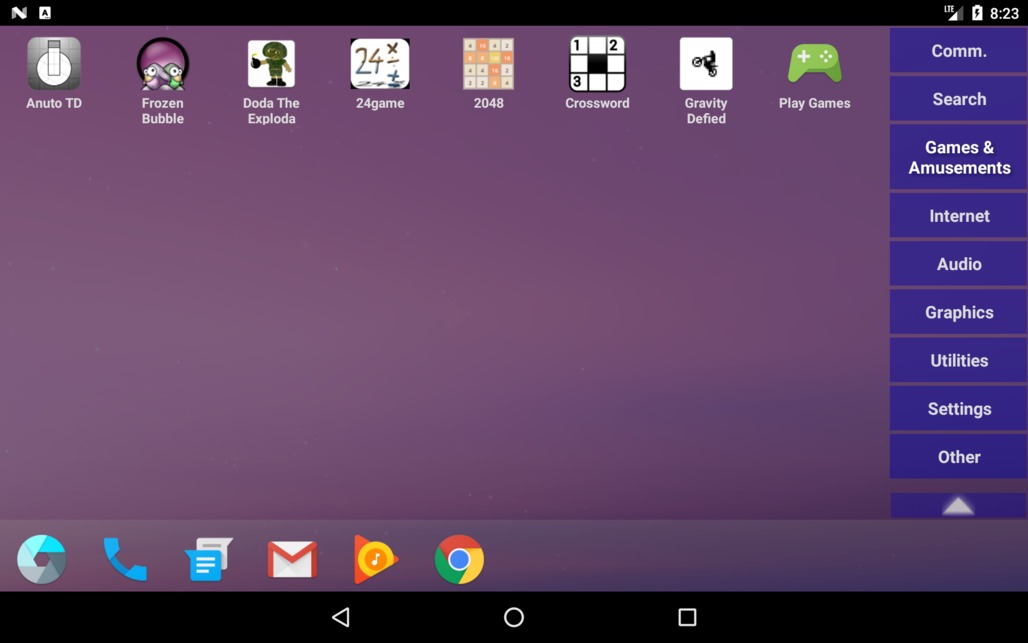 LTE
8:23
Anuto TD
Frozen
Bubble
Doda The
Exploda
24game
2048
Crossword
Gravity
Defied
Play Games
Comm.
Search
Games &
Amusements
Internet
Audio
Graphics
Utilities
Settings
Other